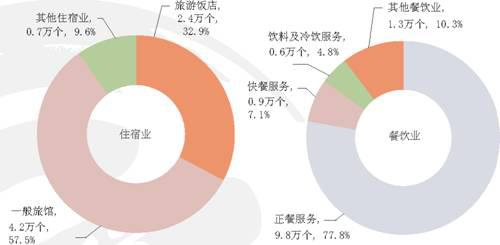 其他住宿业,
0.7万个, 9.6%
旅游饭店,
2.4万个,
32.9%
住宿业
一般旅馆,
4.2万个,
57.5%
其他餐饮业,
1.3万个, 10.3%
饮料及冷饮服务,
0.6万个, 4.8%
快餐服务,
0.9万个,
7.1%
餐饮业
正餐服务,
9.8万个, 77.8%